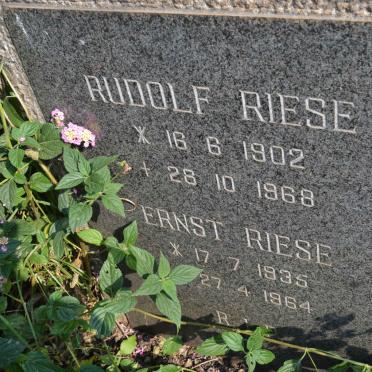 RUDOLF RIESE
* 16 6 1902
+ 28 10 1968
ERNST RIESE
* 17 7 1935
27 4 1964